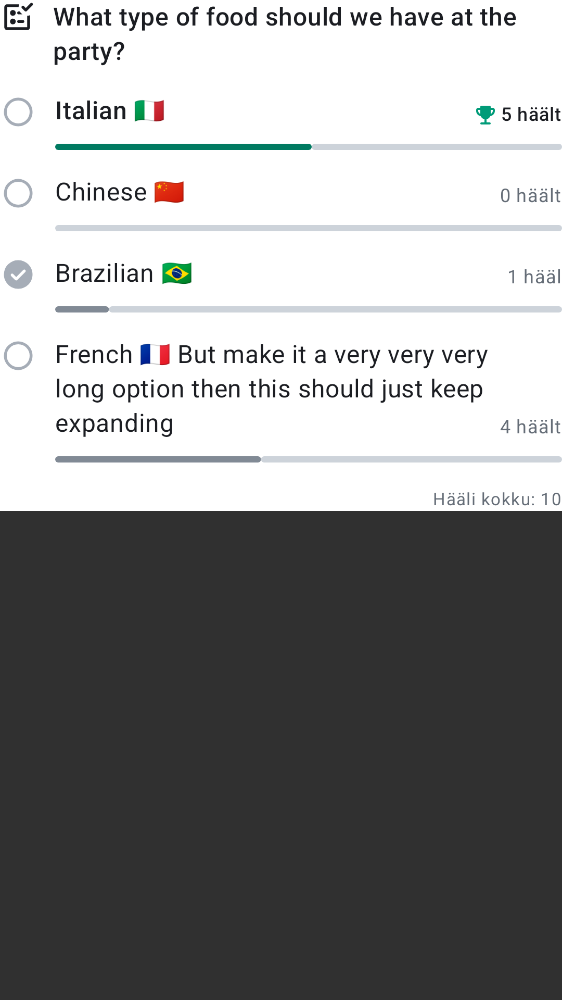 What type of food should we have at the
party?
Italian 🇮🇹
5 häält
Chinese 🇨🇳
0 häält
Brazilian 🇧🇷
1 hääl
French 🇫🇷 But make it a very very very
long option then this should just keep
expanding
4 häält
Hääli kokku: 10